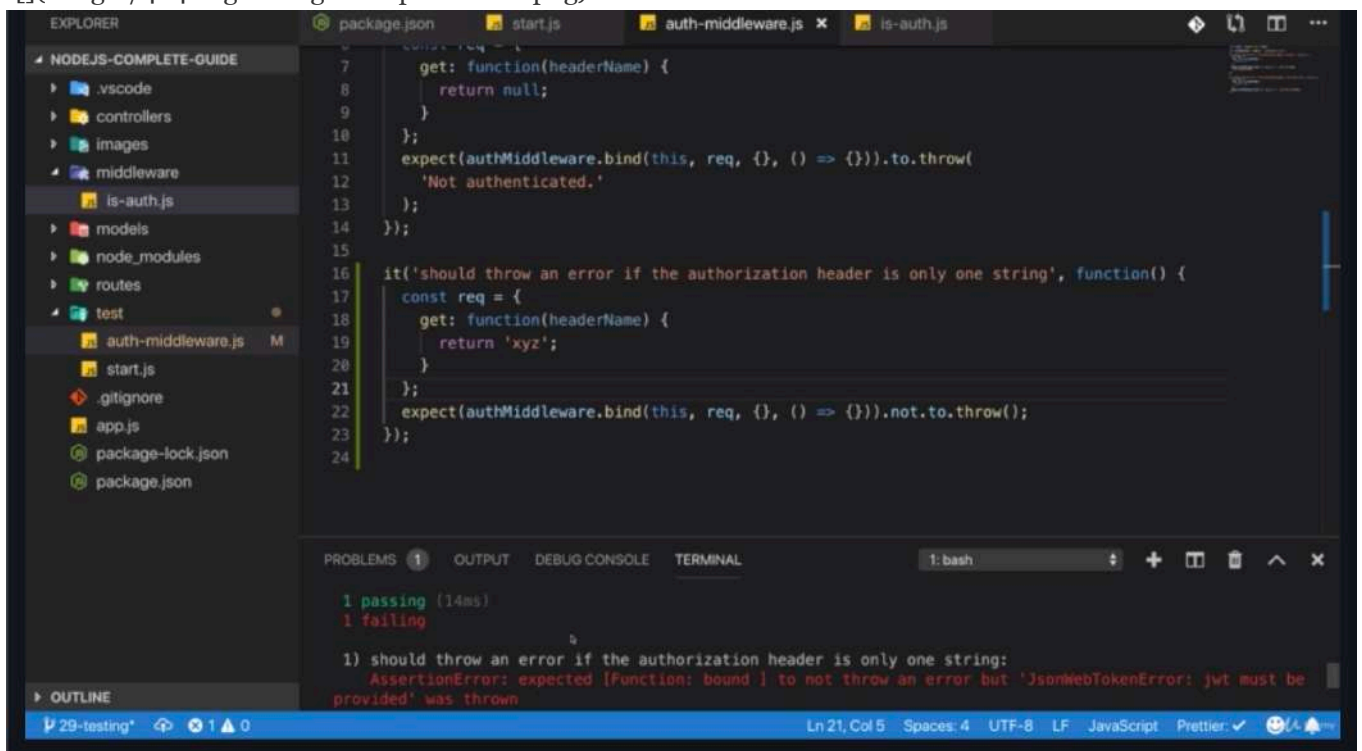 EXPLORER
package.json
start.js
auth-middleware.js ×
is-auth.js
NODEJS-COMPLETE-GUIDE
.vscode
controllers
images
middleware
is-auth.js
models
node_modules
routes
test
auth-middleware.js M
start.js
.gitignore
app.js
package-lock.json
package.json
7 get: function(headerName) {
8 return null;
9 }
10 };
11 expect(authMiddleware.bind(this, req, {}, () => {})).to.throw(
12 'Not authenticated.'
13 );
14 });
15
16 it('should throw an error if the authorization header is only one string', function() {
17 const req = {
18 get: function(headerName) {
19 return 'xyz';
20 }
21 };
22 expect(authMiddleware.bind(this, req, {}, () => {})).not.to.throw();
23 });
24
PROBLEMS 1 OUTPUT DEBUG CONSOLE TERMINAL 1: bash
1 passing (14ms)
1 failing
1) should throw an error if the authorization header is only one string:
AssertionError: expected [Function: bound ] to not throw an error but 'JsonWebTokenError: jwt must be
provided' was thrown
OUTLINE
29-testing* 1 0 Ln 21, Col 5 Spaces: 4 UTF-8 LF JavaScript Prettier: ✓